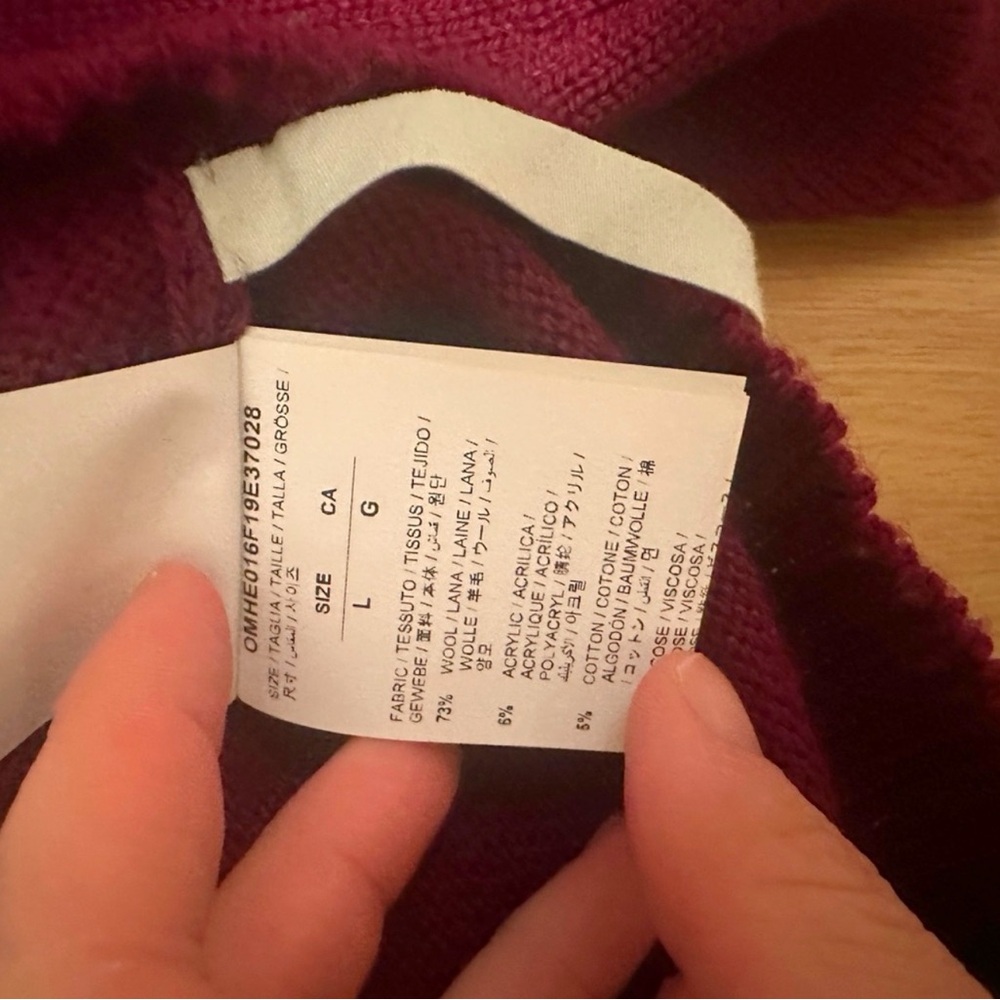 OMHE016F19E37028
SIZE / TAGLIA / TAILLE / TALLA / GRÖSSE /
尺寸 / المقاس / 사이즈
SIZE CA
L G
FABRIC / TESSUTO / TISSUS / TEJIDO /
GEWEBE / 面料 / 本体 / قماش / 원단
73% WOOL / LANA / LAINE / LANA /
WOLLE / 羊毛 / ウール / الصوف /
양모
6% ACRYLIC / ACRILICA /
ACRYLIQUE / ACRÍLICO /
POLYACRYL / 腈纶 / アクリル /
الأكريليك / 아크릴
5% COTTON / COTONE / COTON /
ALGODÓN / BAUMWOLLE / 棉
/ コットン / القطن / 면
/ VISCOSA /
/ VISCOSA /